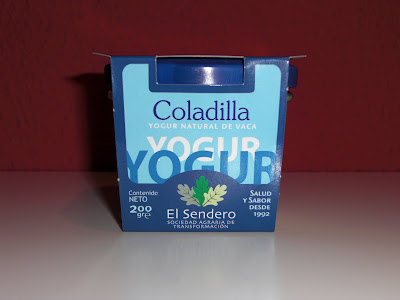 Coladilla
YOGUR NATURAL DE VACA
YOGUR
YOGUR
Contenido
NETO
200
gr℮
El Sendero
SOCIEDAD AGRARIA DE
TRANSFORMACIÓN
SALUD
Y SABOR
DESDE
1992